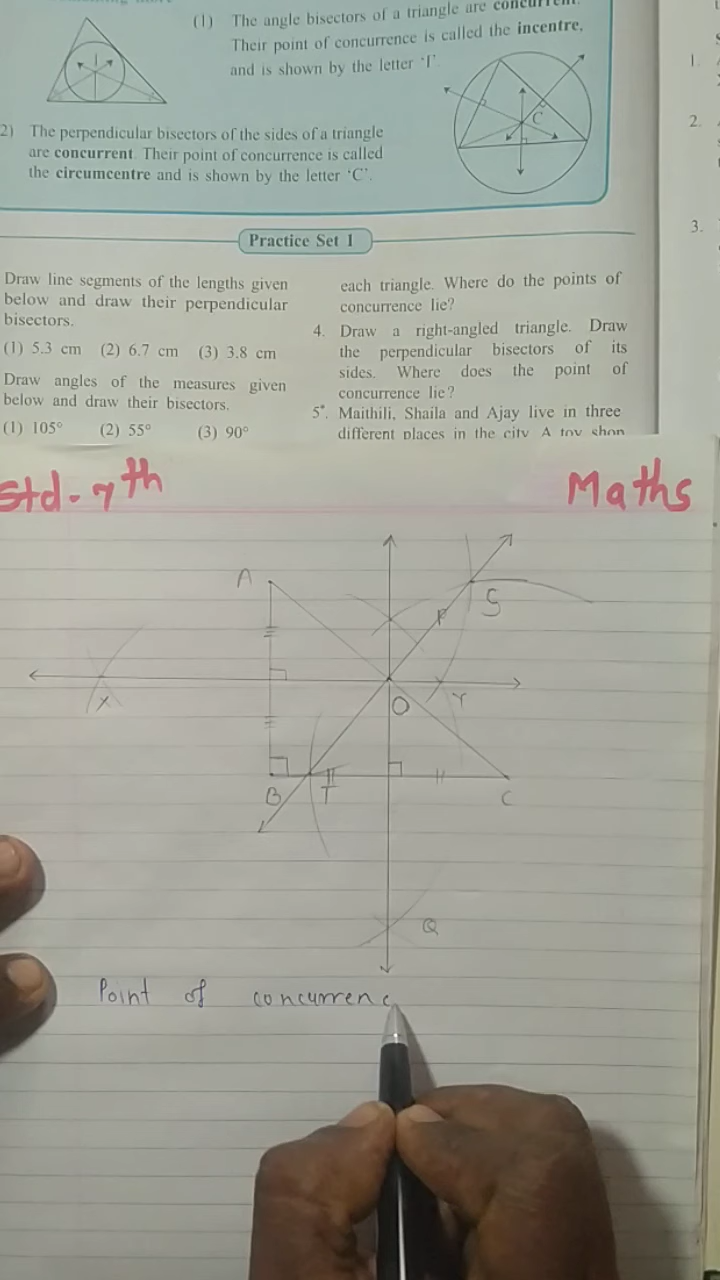 (1) The angle bisectors of a triangle are concurrent.
Their point of concurrence is called the incentre,
and is shown by the letter 'I'.
I
C
2) The perpendicular bisectors of the sides of a triangle
are concurrent. Their point of concurrence is called
the circumcentre and is shown by the letter 'C'.
1.
2.
3.
Practice Set 1
Draw line segments of the lengths given
below and draw their perpendicular
bisectors.
(1) 5.3 cm (2) 6.7 cm (3) 3.8 cm
Draw angles of the measures given
below and draw their bisectors.
(1) 105° (2) 55° (3) 90°
each triangle. Where do the points of
concurrence lie?
4. Draw a right-angled triangle. Draw
the perpendicular bisectors of its
sides. Where does the point of
concurrence lie?
5*. Maithili, Shaila and Ajay live in three
different places in the city. A toy shop
Std - 7th
Maths
A
P
S
X
O
Y
B
T
C
Q
Point of concurrenc